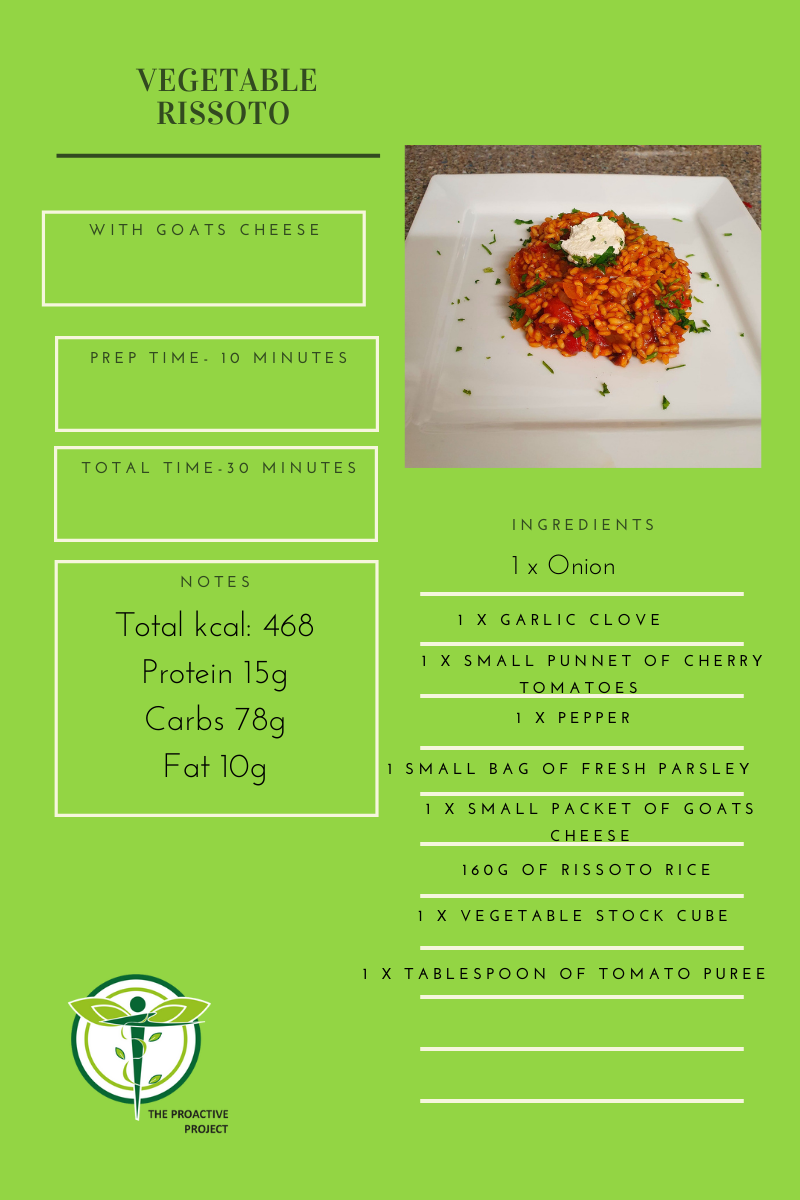 VEGETABLE
RISSOTO
WITH GOATS CHEESE
PREP TIME- 10 MINUTES
TOTAL TIME-30 MINUTES
NOTES
Total kcal: 468
Protein 15g
Carbs 78g
Fat 10g
INGREDIENTS
1 x Onion
1 X GARLIC CLOVE
1 X SMALL PUNNET OF CHERRY
TOMATOES
1 X PEPPER
1 SMALL BAG OF FRESH PARSLEY
1 X SMALL PACKET OF GOATS
CHEESE
160G OF RISSOTO RICE
1 X VEGETABLE STOCK CUBE
1 X TABLESPOON OF TOMATO PUREE
THE PROACTIVE
PROJECT